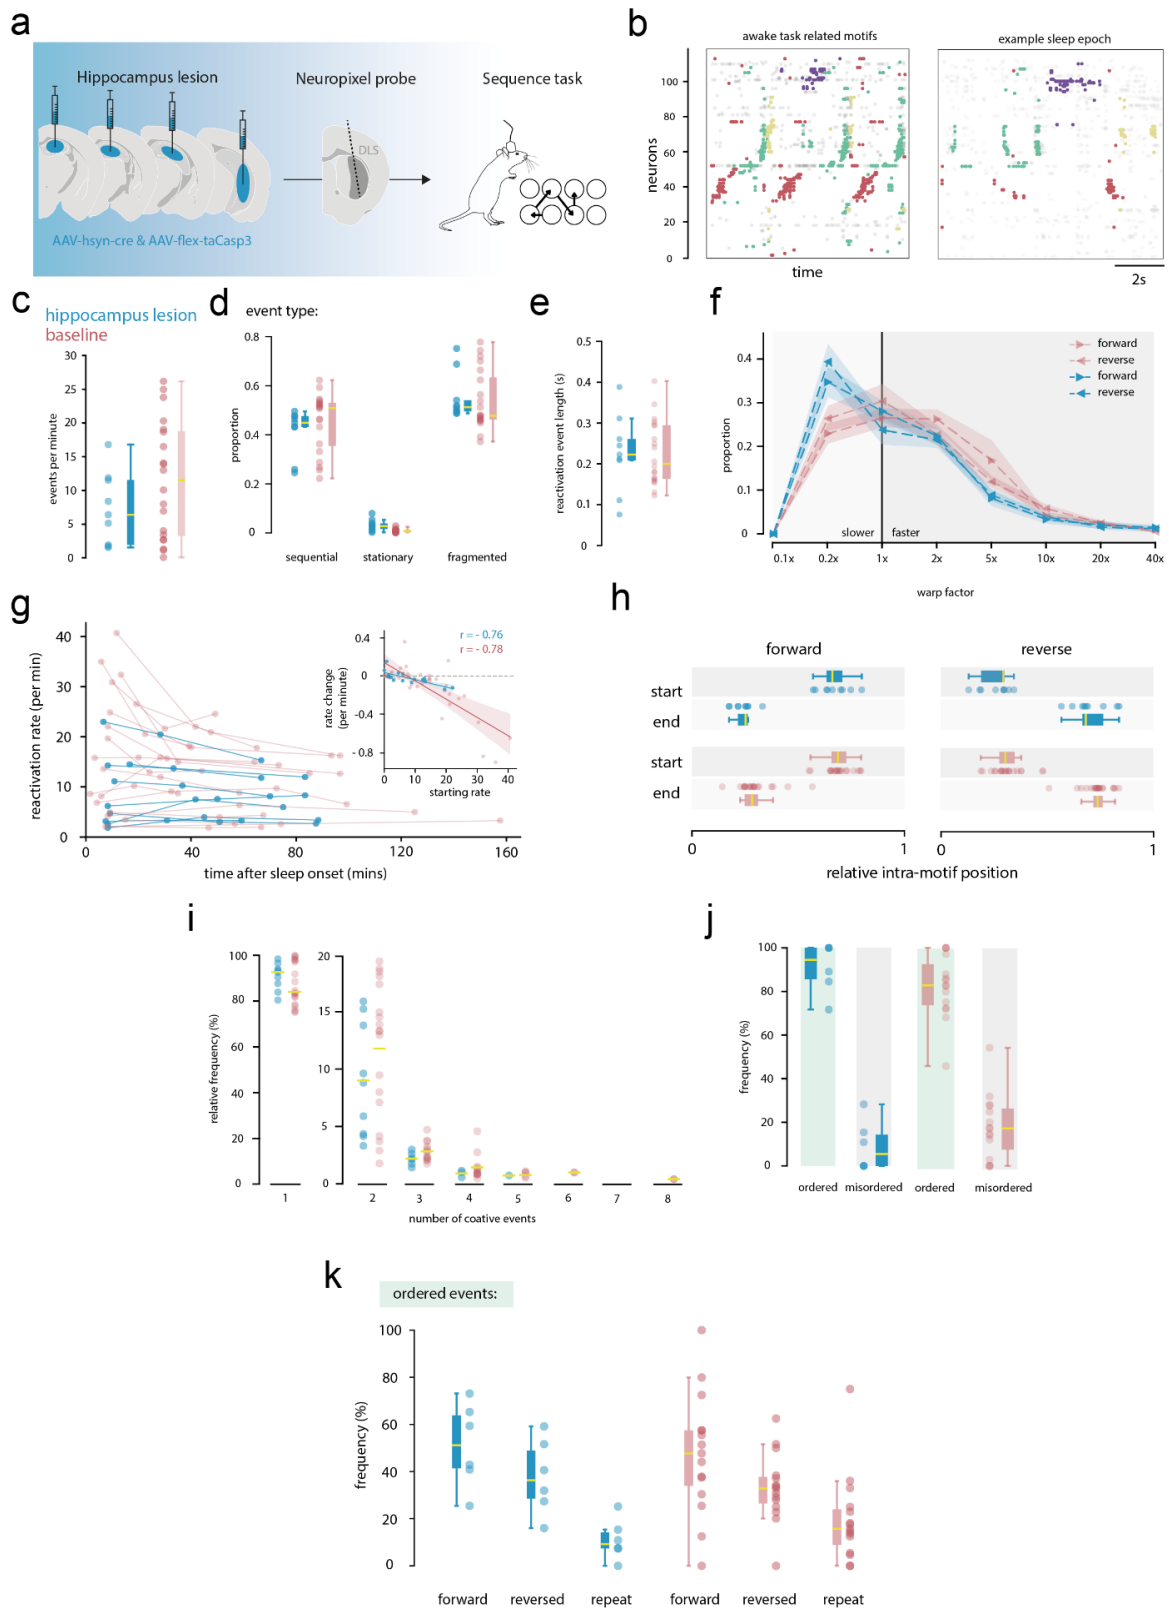 a
Hippocampus lesion
Neuropixel probe
Sequence task
DLS
AAV-hsyn-cre & AAV-flex-taCasp3
b
awake task related motifs
example sleep epoch
neurons
100
80
60
40
20
0
time
2s
c
hippocampus lesion
baseline
events per minute
30
25
20
15
10
5
0
d
event type:
proportion
0.8
0.6
0.4
0.2
0
sequential
stationary
fragmented
e
reactivation event length (s)
0.5
0.4
0.3
0.2
0.1
0
f
proportion
0.4
0.3
0.2
0.1
0
forward
reverse
forward
reverse
slower
faster
0.1x
0.2x
1x
2x
5x
10x
20x
40x
warp factor
g
reactivation rate (per min)
40
30
20
10
0
0
40
80
120
160
time after sleep onset (mins)
r = - 0.76
r = - 0.78
rate change
(per minute)
0.4
0
-0.4
- 0.8
0
10
20
30
40
starting rate
h
forward
reverse
start
end
start
end
0
1
0
1
relative intra-motif position
i
relative frequency (%)
100
80
60
40
20
0
20
15
10
5
0
1
2
3
4
5
6
7
8
number of coative events
j
frequency (%)
100
80
60
40
20
0
ordered
misordered
ordered
misordered
k
ordered events:
frequency (%)
100
80
60
40
20
0
forward
reversed
repeat
forward
reversed
repeat